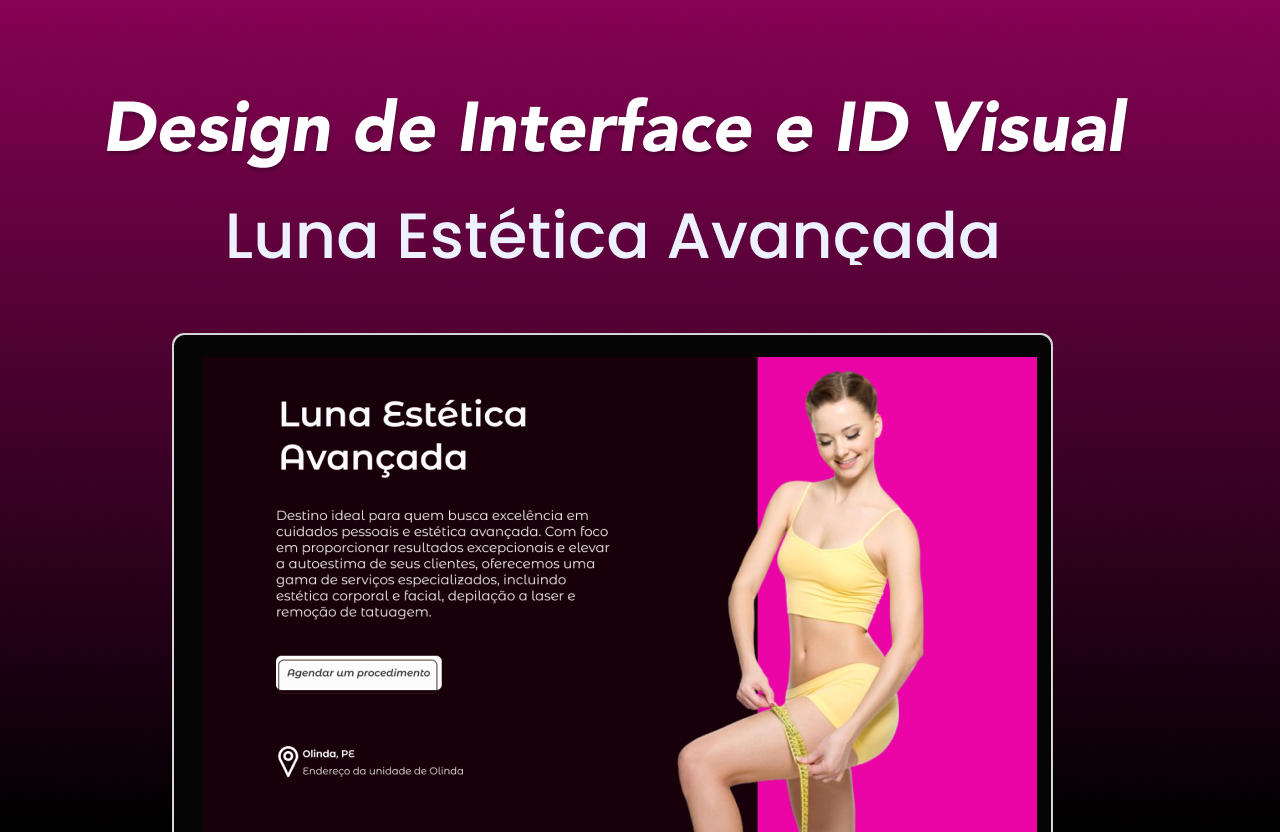 Design de Interface e ID Visual
Luna Estética Avançada
Luna Estética
Avançada
Destino ideal para quem busca excelência em
cuidados pessoais e estética avançada. Com foco
em proporcionar resultados excepcionais e elevar
a autoestima de seus clientes, oferecemos uma
gama de serviços especializados, incluindo
estética corporal e facial, depilação a laser e
remoção de tatuagem.
Agendar um procedimento
Olinda, PE
Endereço da unidade de Olinda